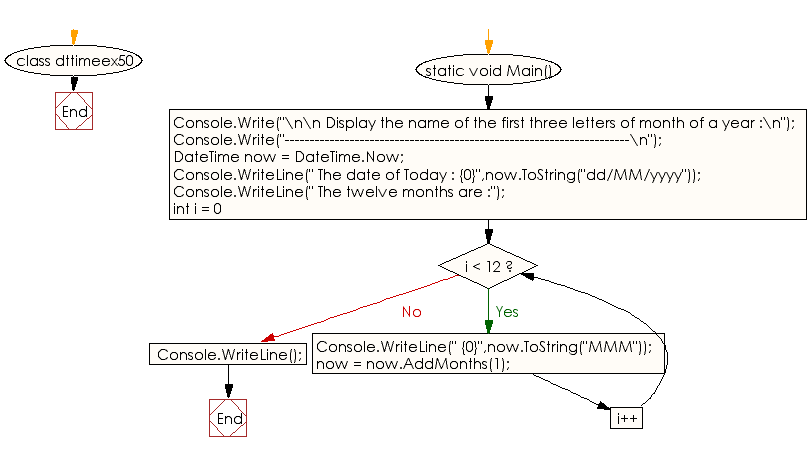 class dttimeex50
End
static void Main()
Console.Write("\n\n Display the name of the first three letters of month of a year :\n");
Console.Write("---------------------------------------------------------------------\n");
DateTime now = DateTime.Now;
Console.WriteLine(" The date of Today : {0}",now.ToString("dd/MM/yyyy"));
Console.WriteLine(" The twelve months are :");
int i = 0
i < 12 ?
No
Yes
Console.WriteLine();
Console.WriteLine(" {0}",now.ToString("MMM"));
now = now.AddMonths(1);
End
i++